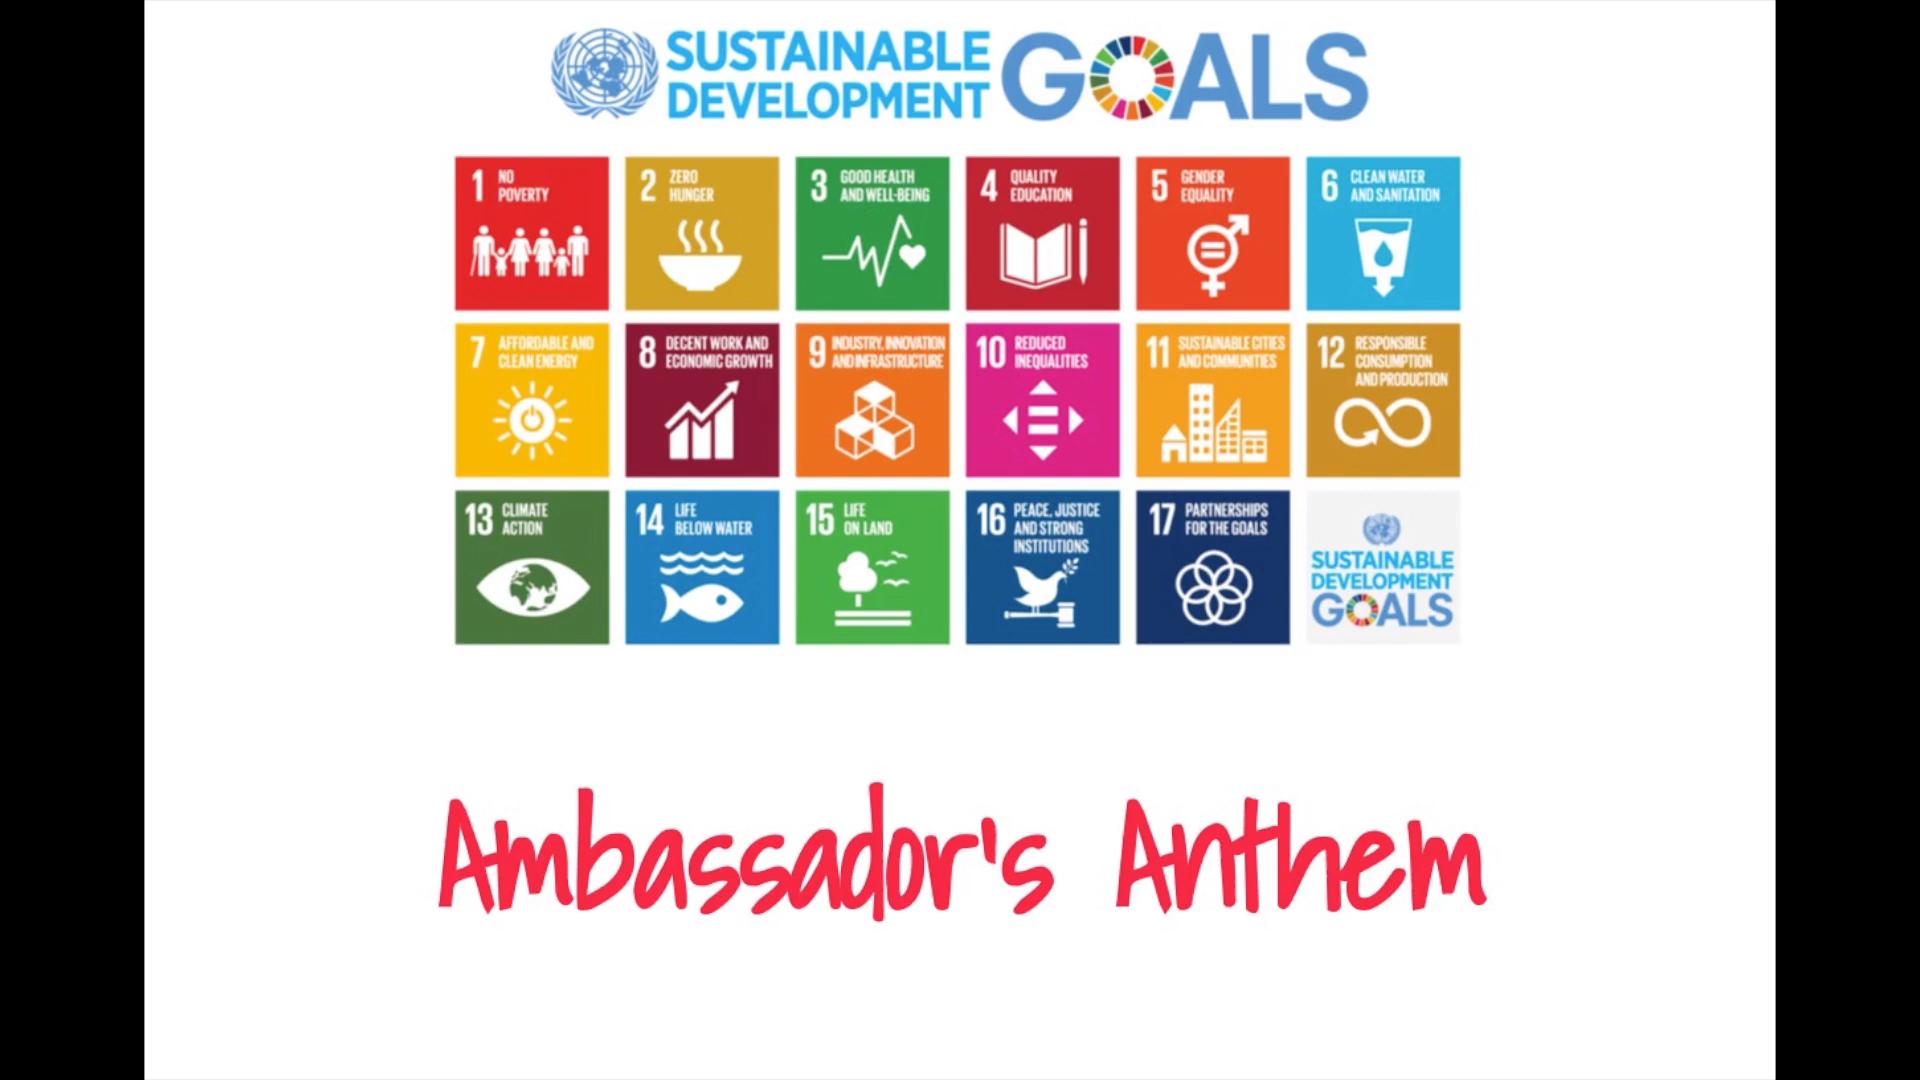 SUSTAINABLE
DEVELOPMENT
GOALS
1 NO
POVERTY
2 ZERO
HUNGER
3 GOOD HEALTH
AND WELL-BEING
4 QUALITY
EDUCATION
5 GENDER
EQUALITY
6 CLEAN WATER
AND SANITATION
7 AFFORDABLE AND
CLEAN ENERGY
8 DECENT WORK AND
ECONOMIC GROWTH
9 INDUSTRY, INNOVATION
AND INFRASTRUCTURE
10 REDUCED
INEQUALITIES
11 SUSTAINABLE CITIES
AND COMMUNITIES
12 RESPONSIBLE
CONSUMPTION
AND PRODUCTION
13 CLIMATE
ACTION
14 LIFE
BELOW WATER
15 LIFE
ON LAND
16 PEACE, JUSTICE
AND STRONG
INSTITUTIONS
17 PARTNERSHIPS
FOR THE GOALS
SUSTAINABLE
DEVELOPMENT
GOALS
Ambassador's Anthem